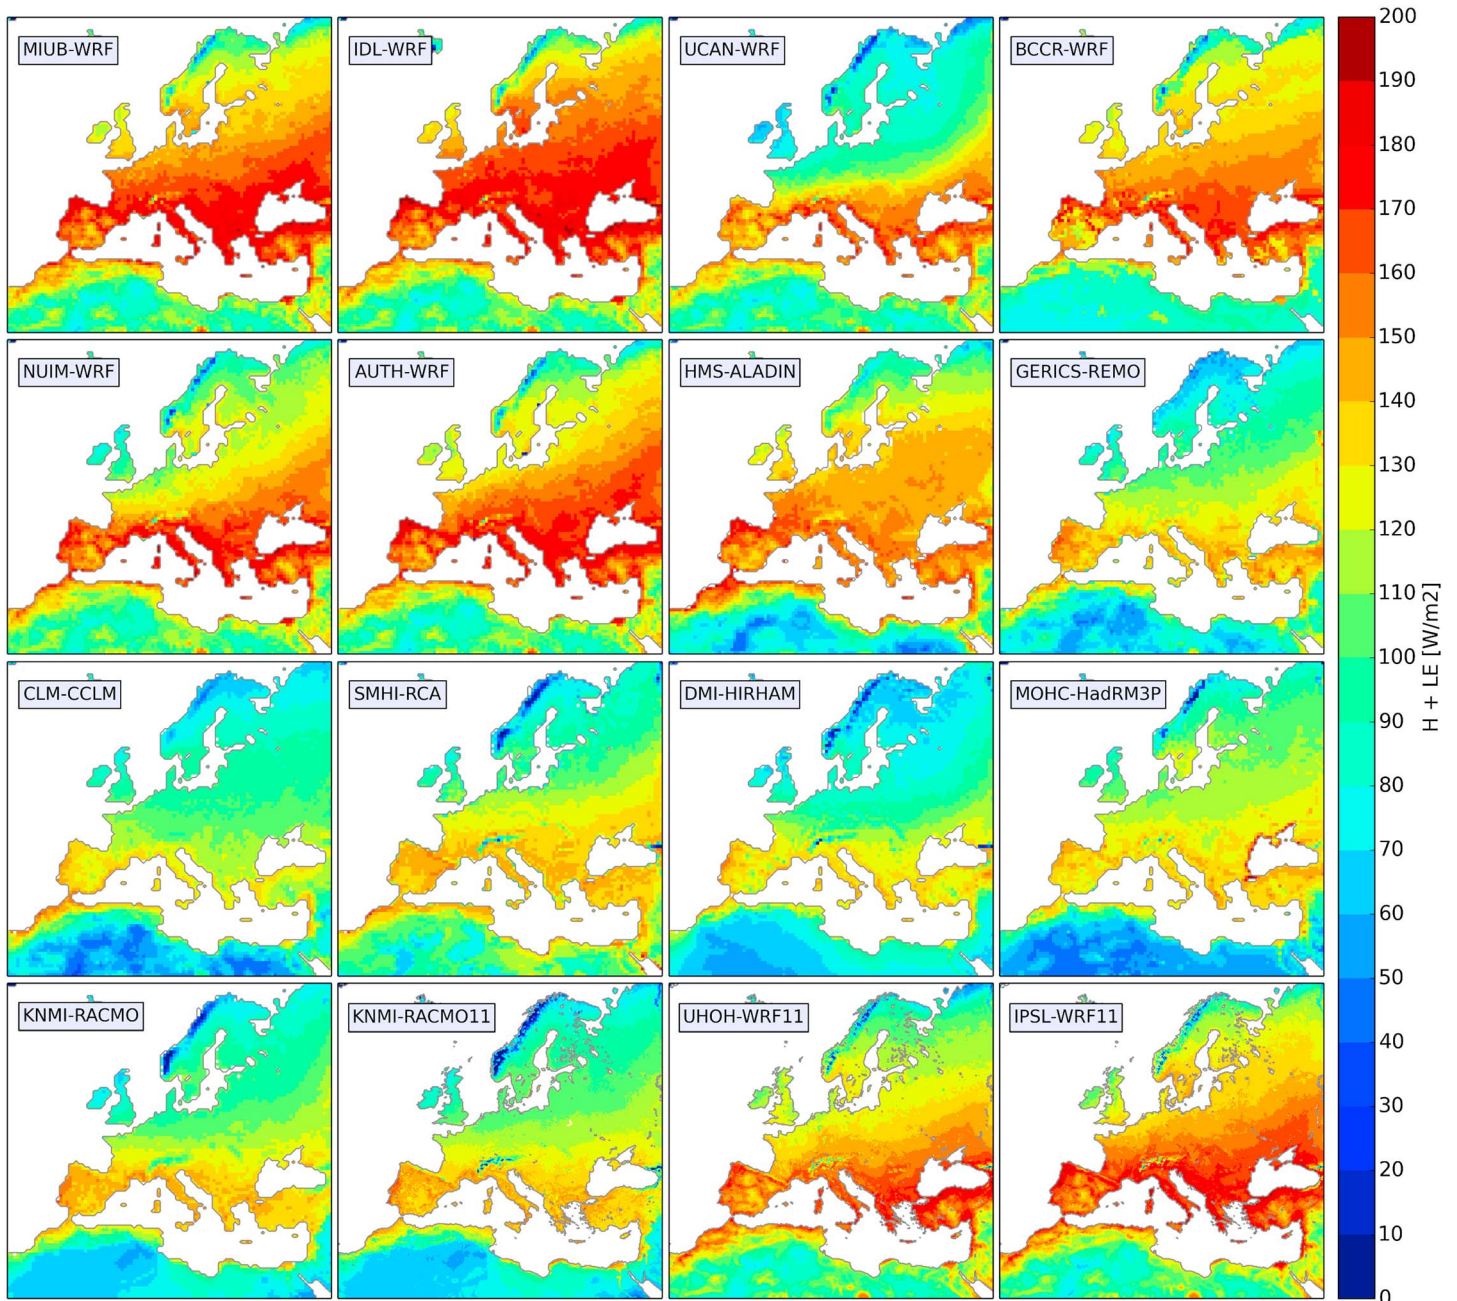 MIUB-WRF
IDL-WRF
UCAN-WRF
BCCR-WRF
NUIM-WRF
AUTH-WRF
HMS-ALADIN
GERICS-REMO
CLM-CCLM
SMHI-RCA
DMI-HIRHAM
MOHC-HadRM3P
KNMI-RACMO
KNMI-RACMO11
UHOH-WRF11
IPSL-WRF11
200
190
180
170
160
150
140
130
120
110
100
90
80
70
60
50
40
30
20
10
0
H + LE [W/m2]